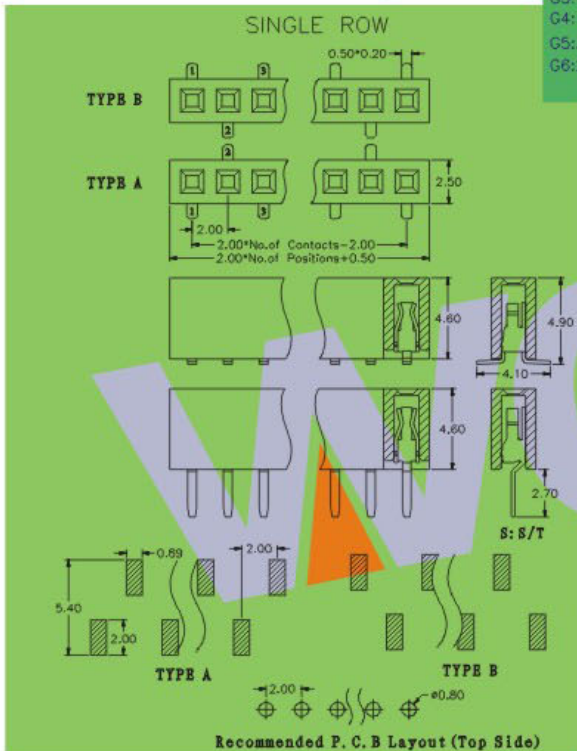 G4:
G5:
G6:
SINGLE ROW
0.50*0.20
1 3
TYPE B
2
2
TYPE A
2.50
1 3
2.00
2.00*No.of Contacts-2.00
2.00*No.of Positions+0.50
4.60
4.90
4.10
4.60
2.70
S: S/T
0.69
2.00
5.40
2.00
TYPE A
TYPE B
2.00
ø0.80
Recommended P. C. B Layout (Top Side)